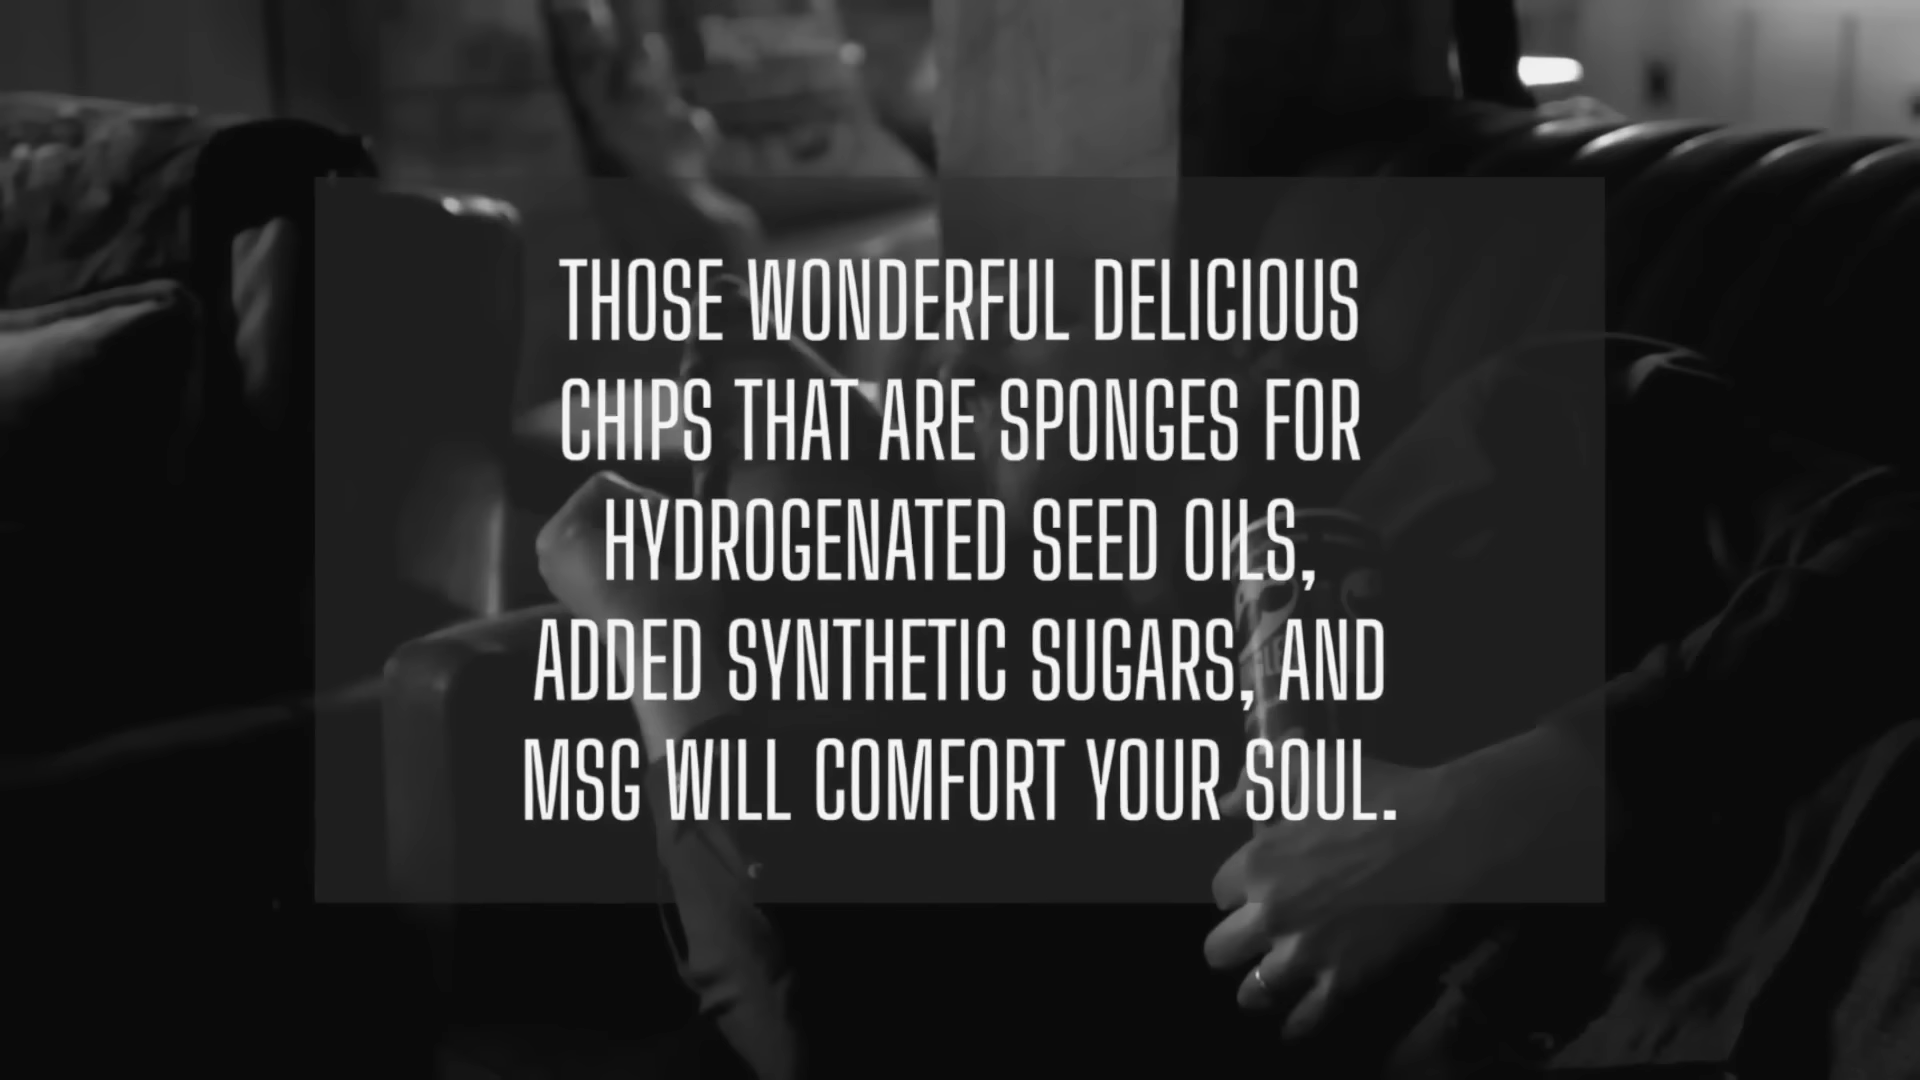 THOSE WONDERFUL DELICIOUS
CHIPS THAT ARE SPONGES FOR
HYDROGENATED SEED OILS,
ADDED SYNTHETIC SUGARS, AND
MSG WILL COMFORT YOUR SOUL.